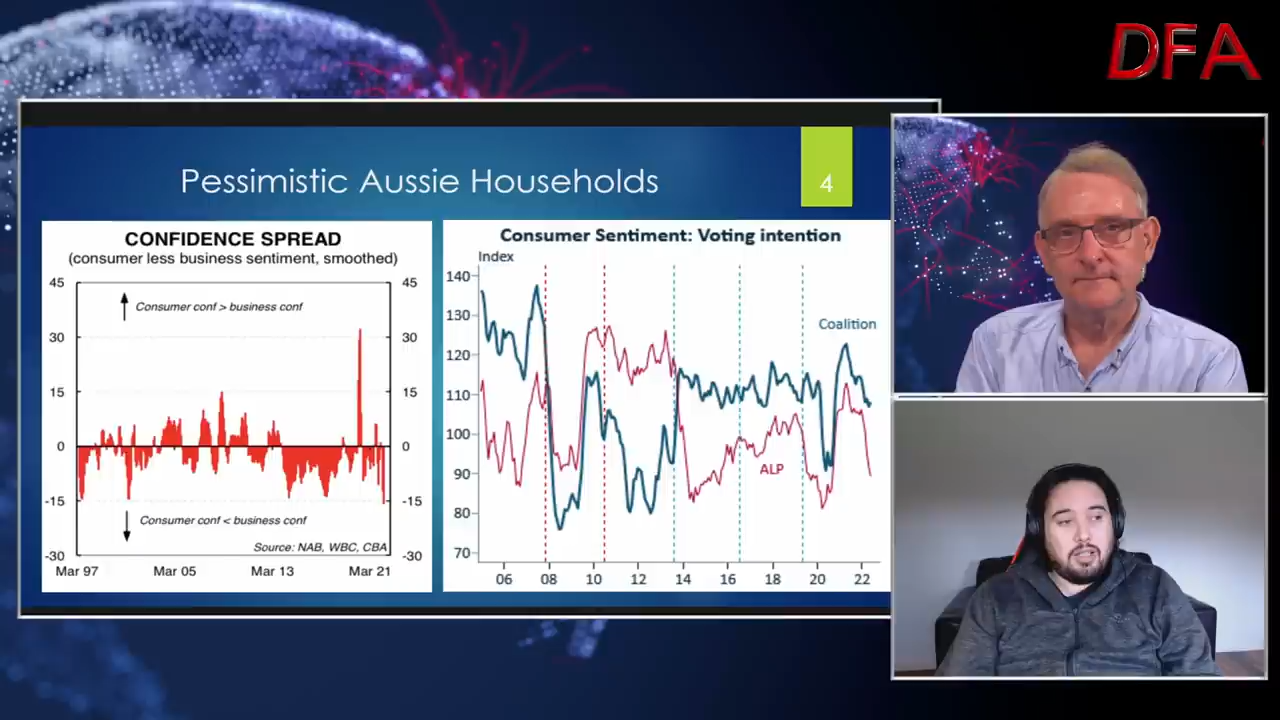 DFA
Pessimistic Aussie Households
4
CONFIDENCE SPREAD
(consumer less business sentiment, smoothed)
45
45
Consumer conf > business conf
30
30
15
15
0
0
-15
-15
Consumer conf < business conf
Source: NAB, WBC, CBA
-30
-30
Mar 97
Mar 05
Mar 13
Mar 21
Consumer Sentiment: Voting intention
Index
140
130
Coalition
120
110
100
ALP
90
80
70
06
08
10
12
14
16
18
20
22